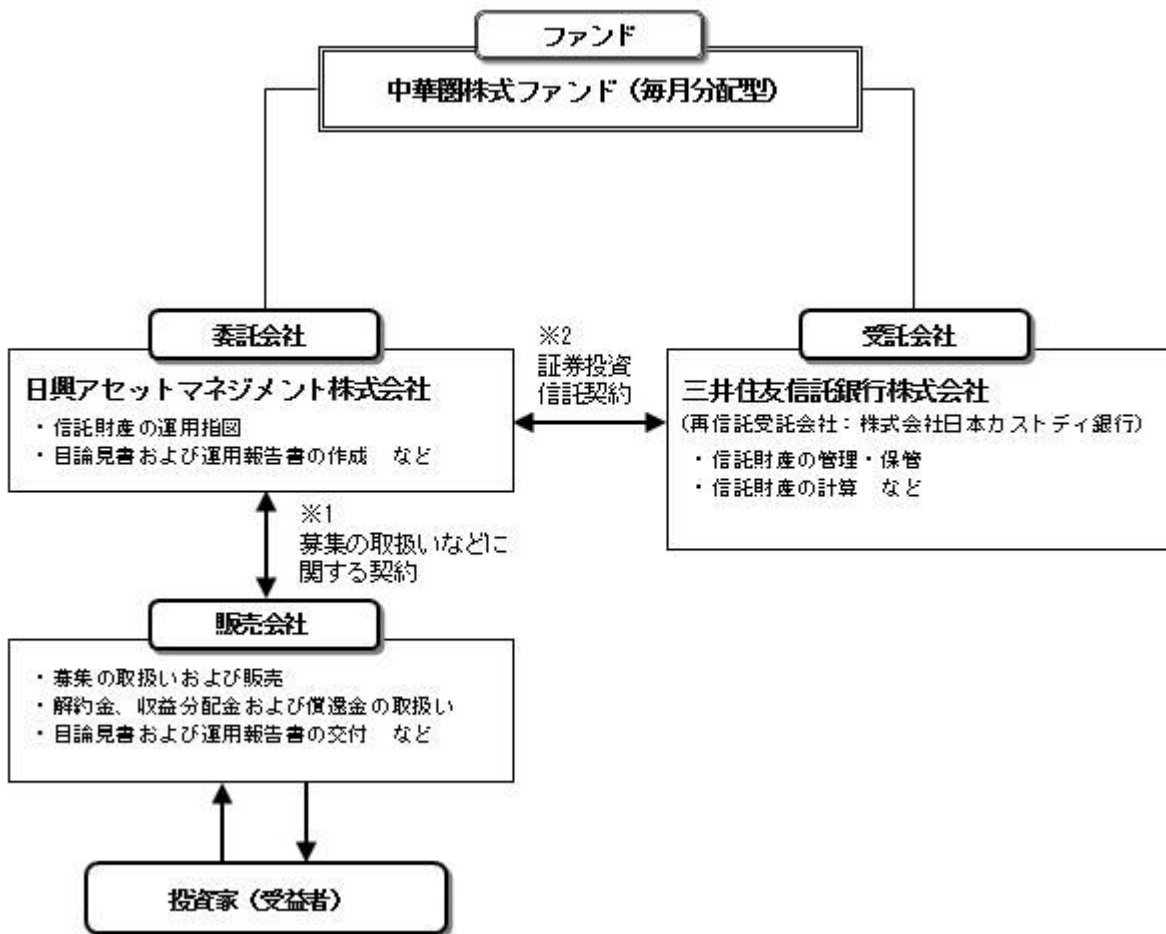 ファンド
中華圏株式ファンド（毎月分配型）
委託会社
日興アセットマネジメント株式会社
・信託財産の運用指図
・目論見書および運用報告書の作成　など
※2
証券投資
信託契約
受託会社
三井住友信託銀行株式会社
(再信託受託会社：株式会社日本カストディ銀行)
・信託財産の管理・保管
・信託財産の計算　など
※1
募集の取扱いなどに
関する契約
販売会社
・募集の取扱いおよび販売
・解約金、収益分配金および償還金の取扱い
・目論見書および運用報告書の交付　など
投資家（受益者）